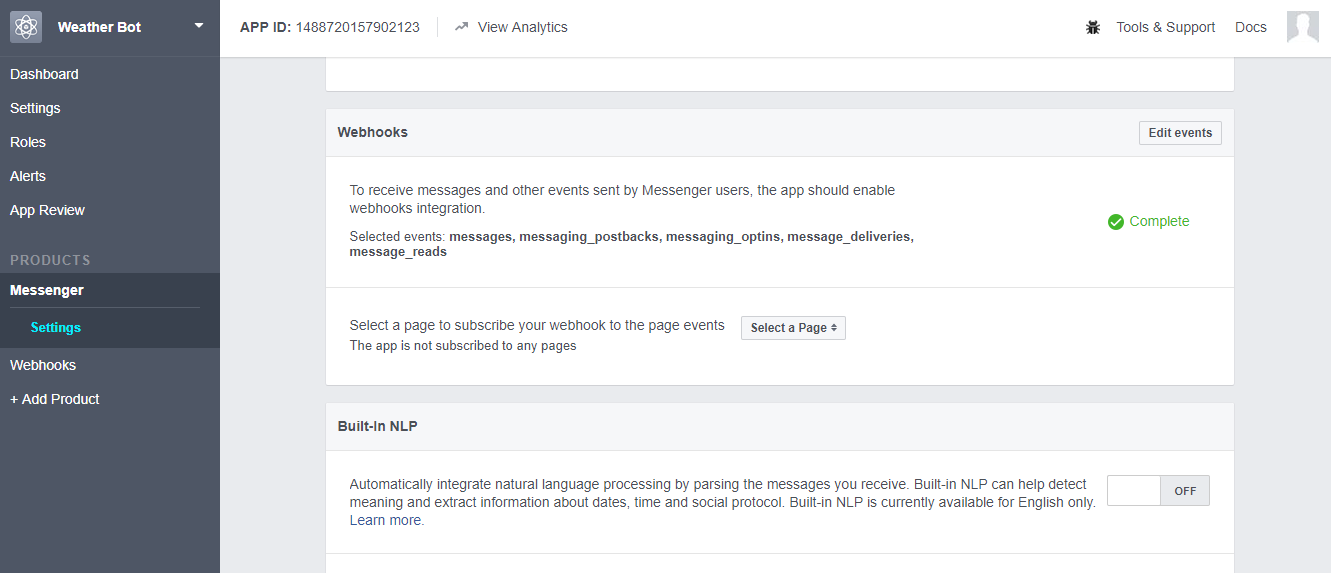 Weather Bot
APP ID: 1488720157902123
View Analytics
Tools & Support
Docs
Dashboard
Settings
Roles
Alerts
App Review
PRODUCTS
Messenger
Settings
Webhooks
+ Add Product
Webhooks
Edit events
To receive messages and other events sent by Messenger users, the app should enable
webhooks integration.
Selected events: messages, messaging_postbacks, messaging_optins, message_deliveries,
message_reads
Complete
Select a page to subscribe your webhook to the page events
Select a Page
The app is not subscribed to any pages
Built-In NLP
Automatically integrate natural language processing by parsing the messages you receive. Built-in NLP can help detect
meaning and extract information about dates, time and social protocol. Built-in NLP is currently available for English only.
Learn more.
OFF